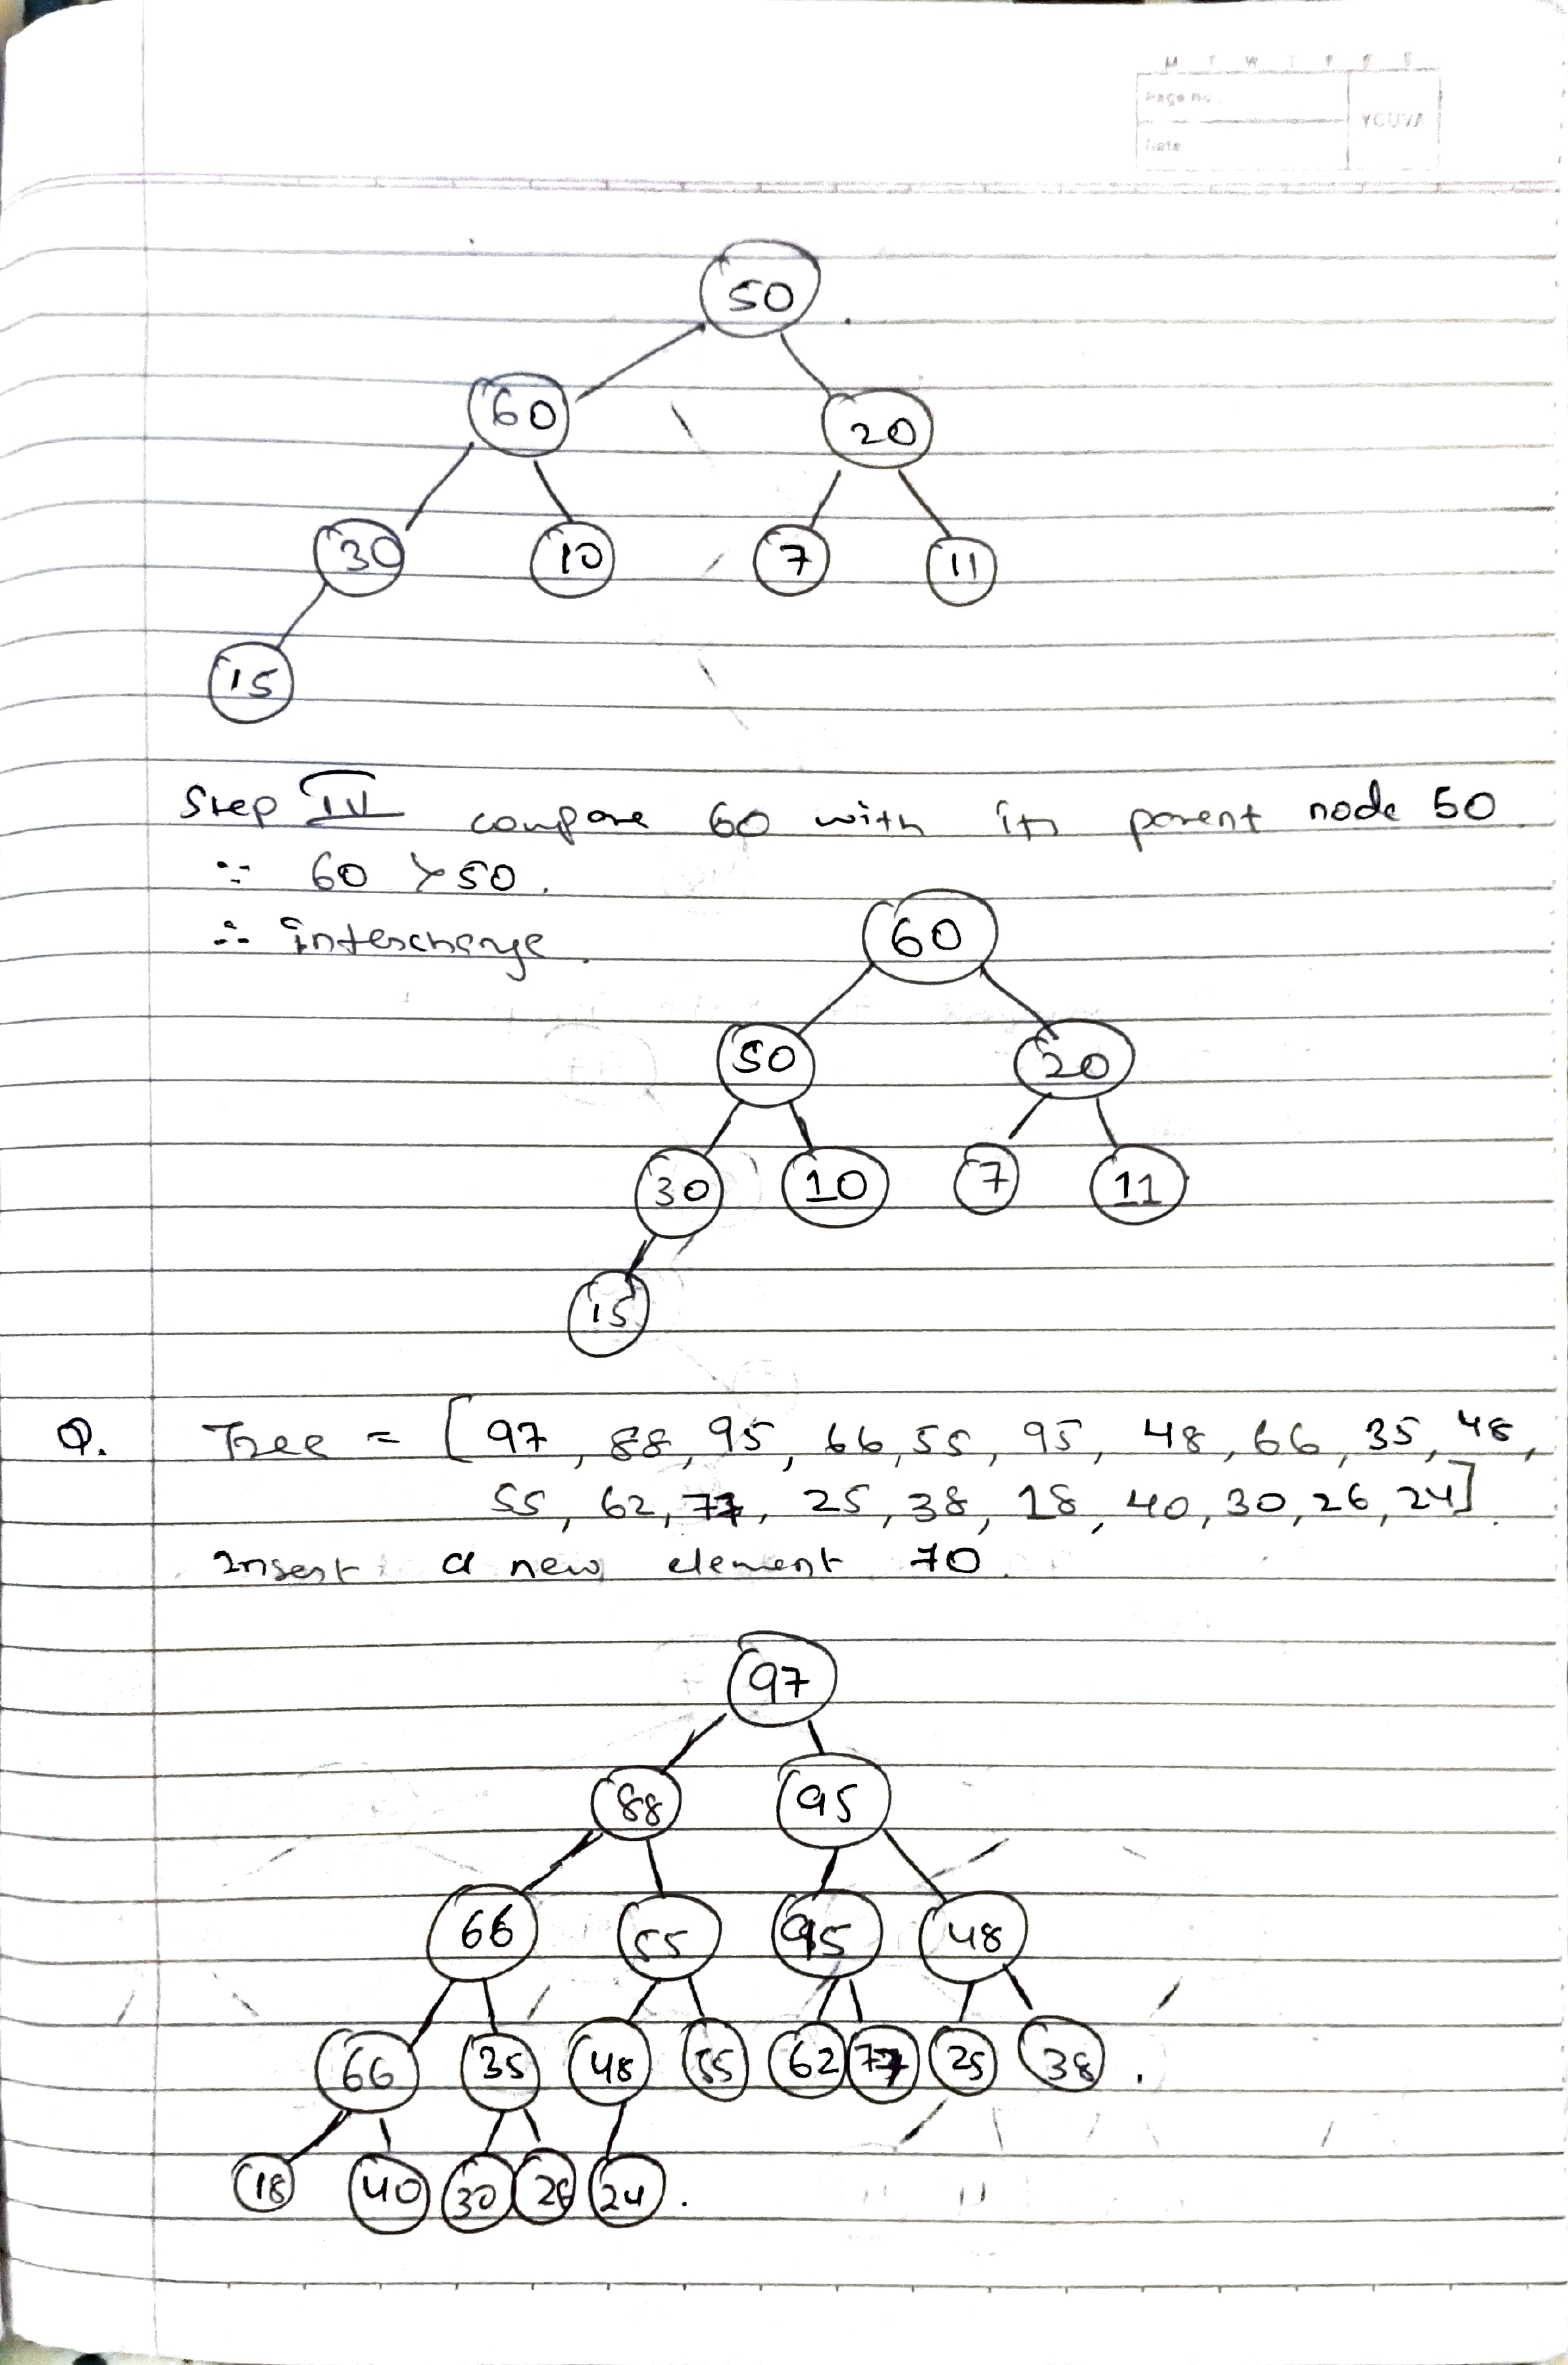 M T W T F S S
Page No.:
YOUVA
Date
50
60 20
30 10 7 11
15
Step IV compare 60 with its parent node 50
∵ 60 > 50.
∴ interchange.
60
50 20
30 10 7 11
15
Q. Tree = [97, 88, 95, 66, 55, 95, 48, 66, 35, 48,
55, 62, 77, 25, 38, 18, 40, 30, 26, 24].
Insert a new element 70.
97
88 95
66 55 95 48
66 35 48 55 62 77 25 38.
18 40 30 26 24.